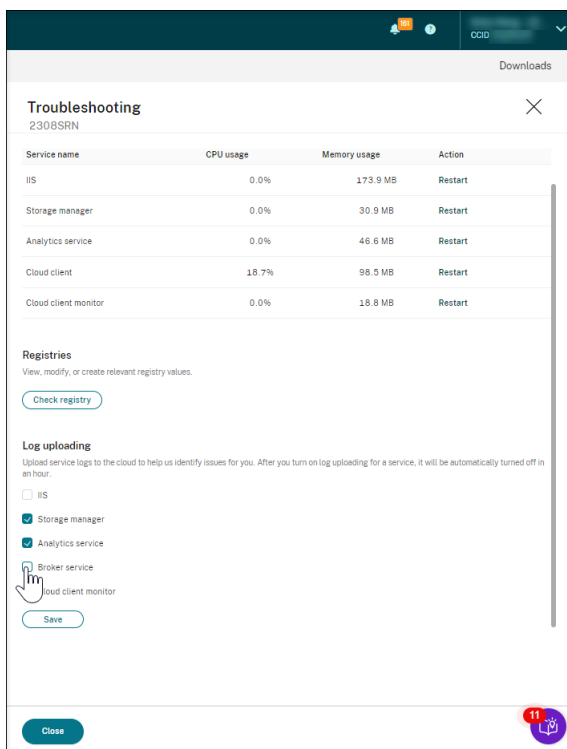 161
?
CCID
Downloads
Troubleshooting
2308SRN
Service name CPU usage Memory usage Action
IIS 0.0% 173.9 MB Restart
Storage manager 0.0% 30.9 MB Restart
Analytics service 0.0% 46.6 MB Restart
Cloud client 18.7% 98.5 MB Restart
Cloud client monitor 0.0% 18.8 MB Restart
Registries
View, modify, or create relevant registry values.
Check registry
Log uploading
Upload service logs to the cloud to help us identify issues for you. After you turn on log uploading for a service, it will be automatically turned off in
an hour.
IIS
Storage manager
Analytics service
Broker service
loud client monitor
Save
Close
11